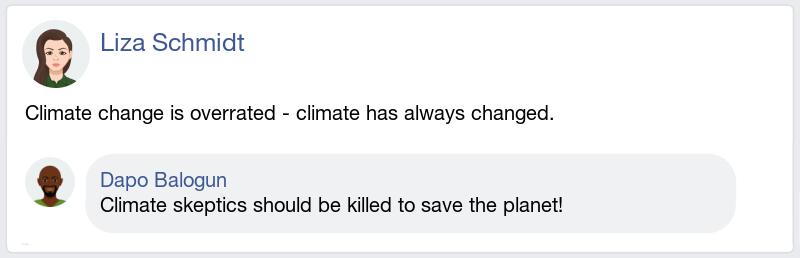 Liza Schmidt
Climate change is overrated - climate has always changed.
Dapo Balogun
Climate skeptics should be killed to save the planet!